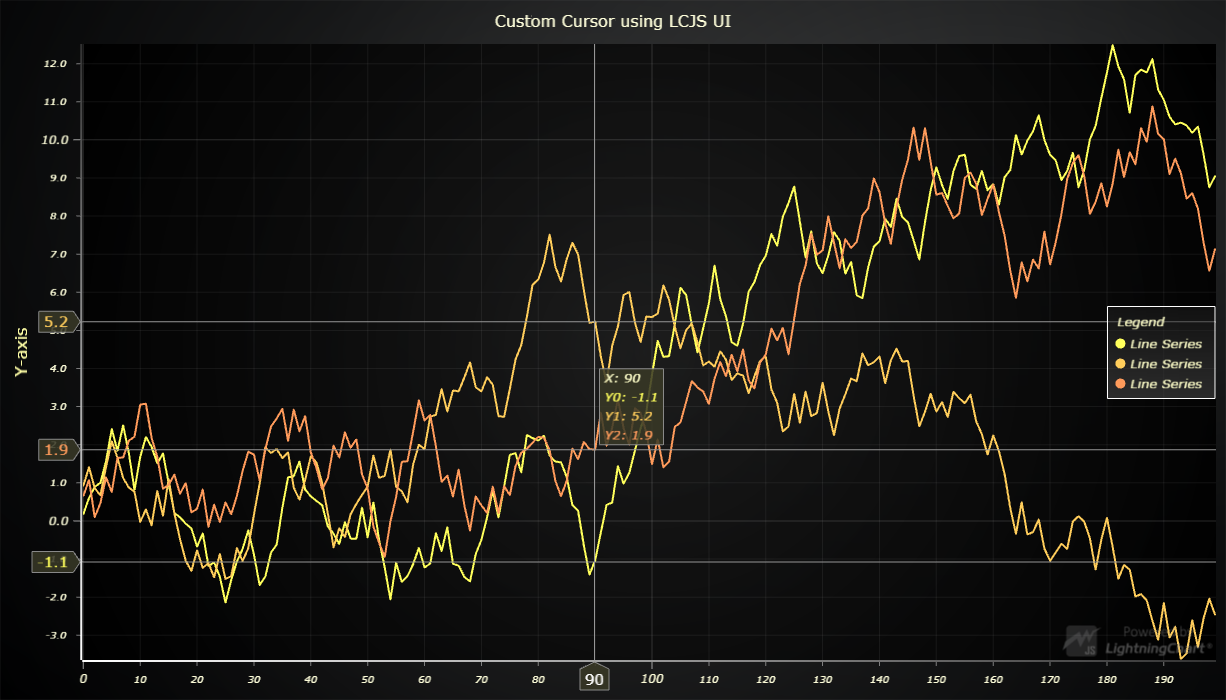 Custom Cursor using LCJS UI
12.0
11.0
10.0
9.0
8.0
7.0
6.0
5.2
4.0
3.0
1.9
1.0
0.0
-1.1
-2.0
-3.0
Y-axis
X: 90
Y0: -1.1
Y1: 5.2
Y2: 1.9
Legend
Line Series
Line Series
Line Series
Powered by
LightningChart®
JS
0 10 20 30 40 50 60 70 80 90 100 110 120 130 140 150 160 170 180 190